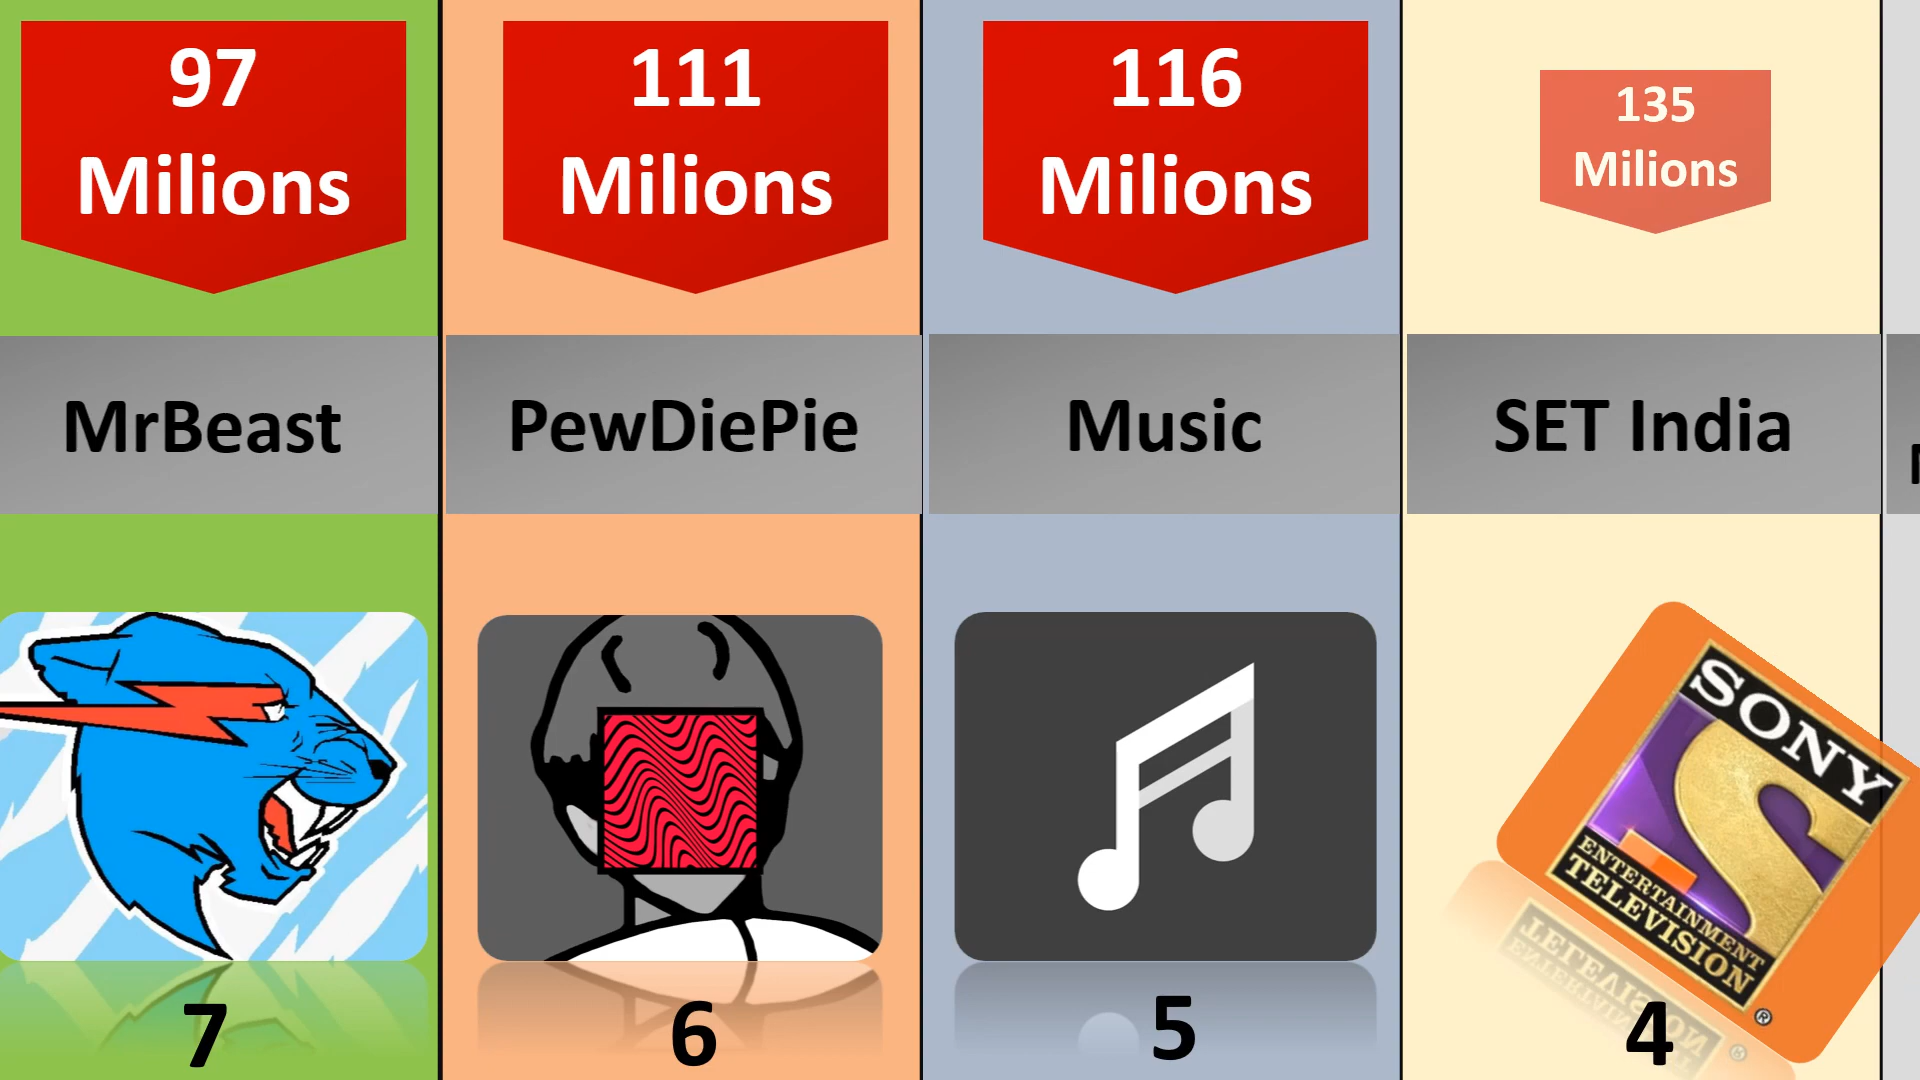 97
Milions
111
Milions
116
Milions
135
Milions
MrBeast
PewDiePie
Music
SET India
SONY
ENTERTAINMENT
TELEVISION
®
7
6
5
4